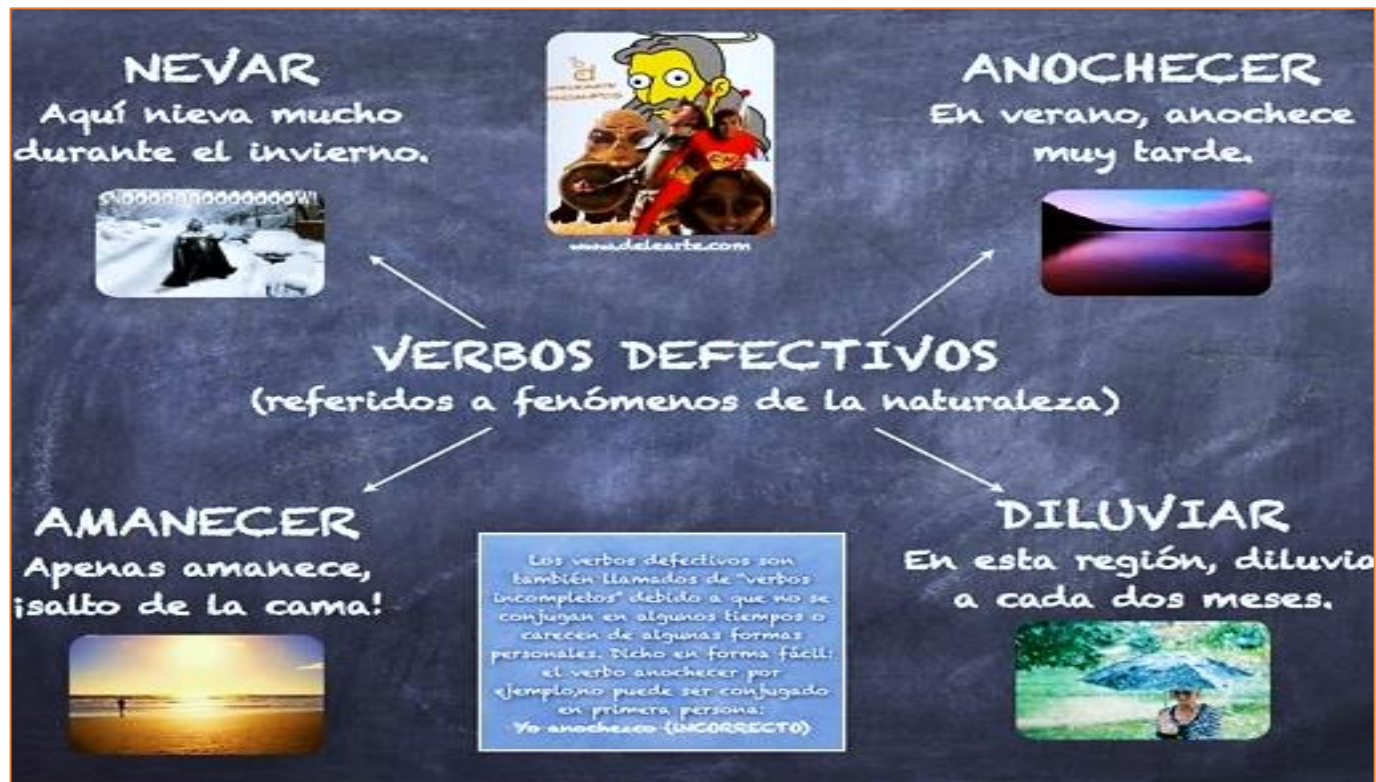 NEVAR
Aquí nieva mucho
durante el invierno.
www.delearte.com
ANOCHECER
En verano, anochece
muy tarde.
VERBOS DEFECTIVOS
(referidos a fenómenos de la naturaleza)
AMANECER
Apenas amanece,
¡salto de la cama!
Los verbos defectivos son
también llamados de "verbos
incompletos" debido a que no se
conjugan en algunos tiempos o
carecen de algunas formas
personales. Dicho en forma fácil:
el verbo anochecer por
ejemplo,no puede ser conjugado
en primera persona:
Yo anochezco (INCORRECTO)
DILUVIAR
En esta región, diluvia
a cada dos meses.